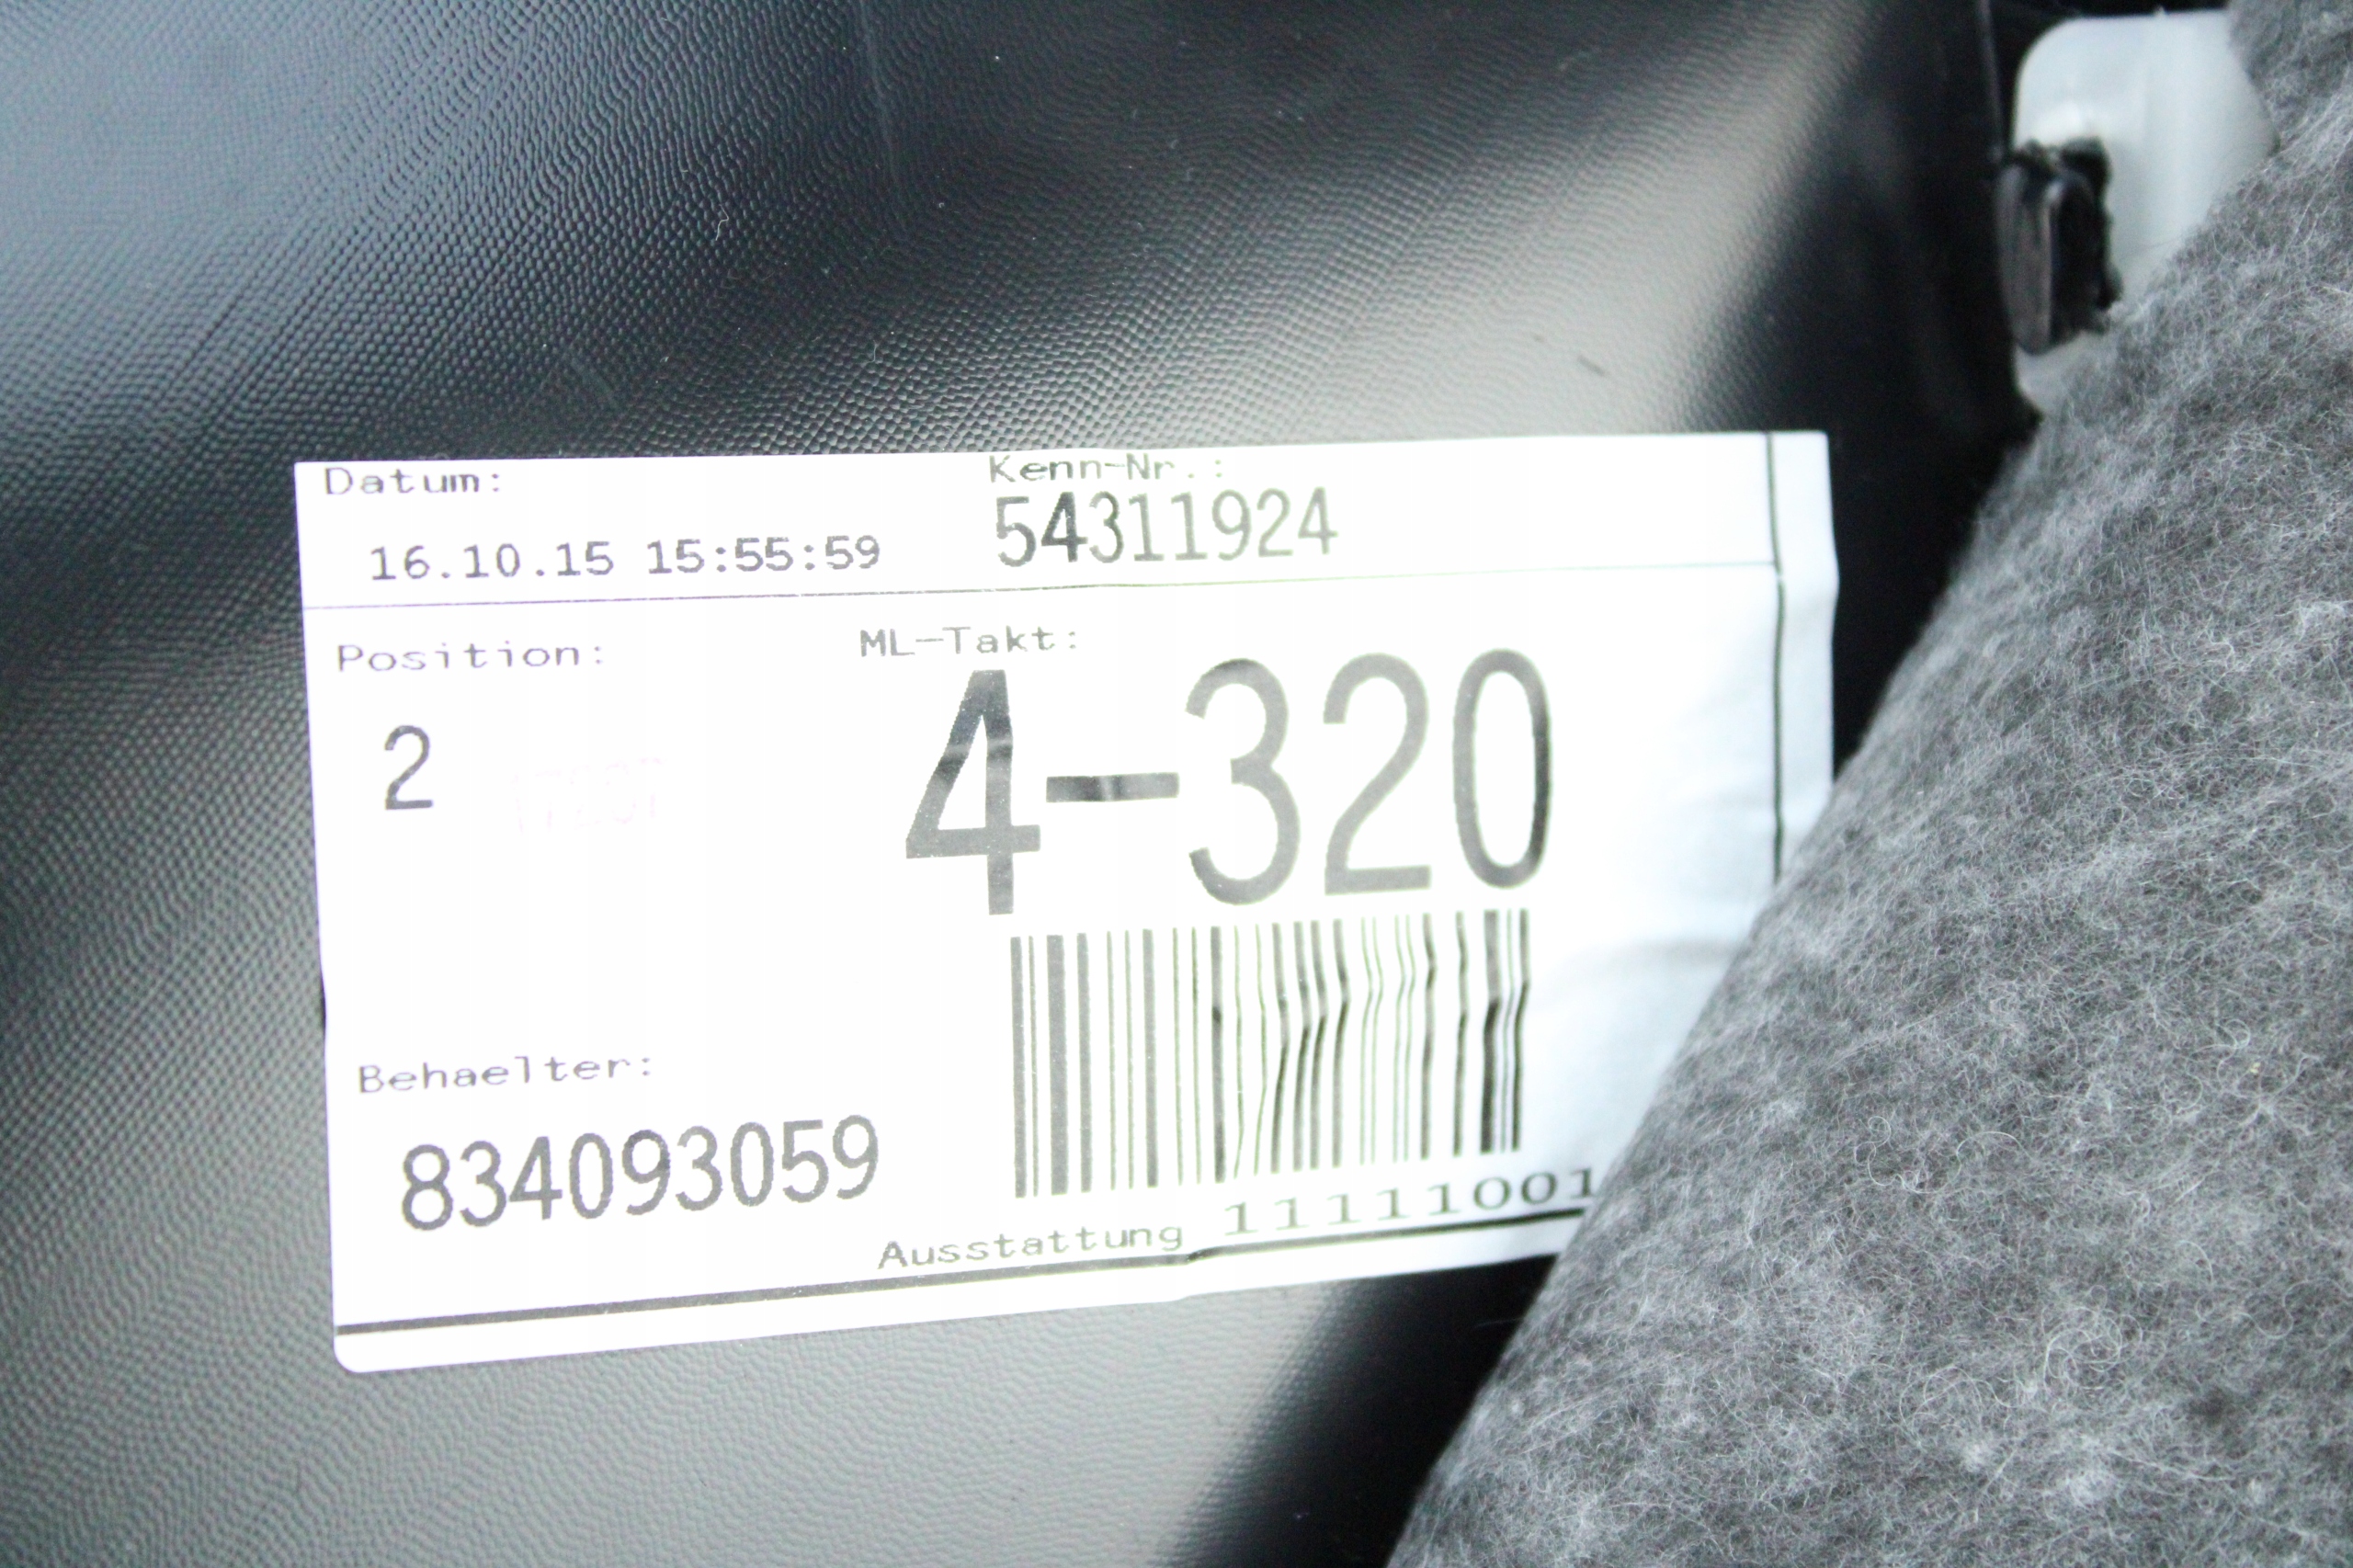 Datum:
Kenn-Nr.:
16.10.15 15:55:59
54311924
Position:
ML-Takt:
2
4-320
Behaelter:
834093059
Ausstattung 11111001